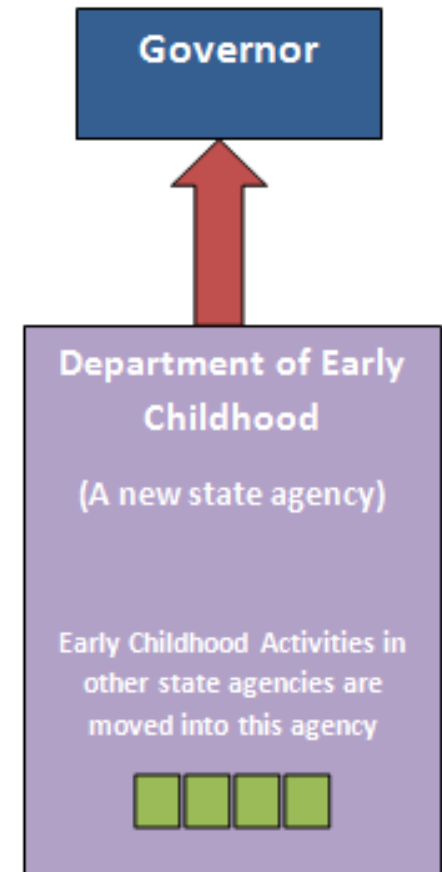 Governor
Department of Early
Childhood
(A new state agency)
Early Childhood Activities in
other state agencies are
moved into this agency